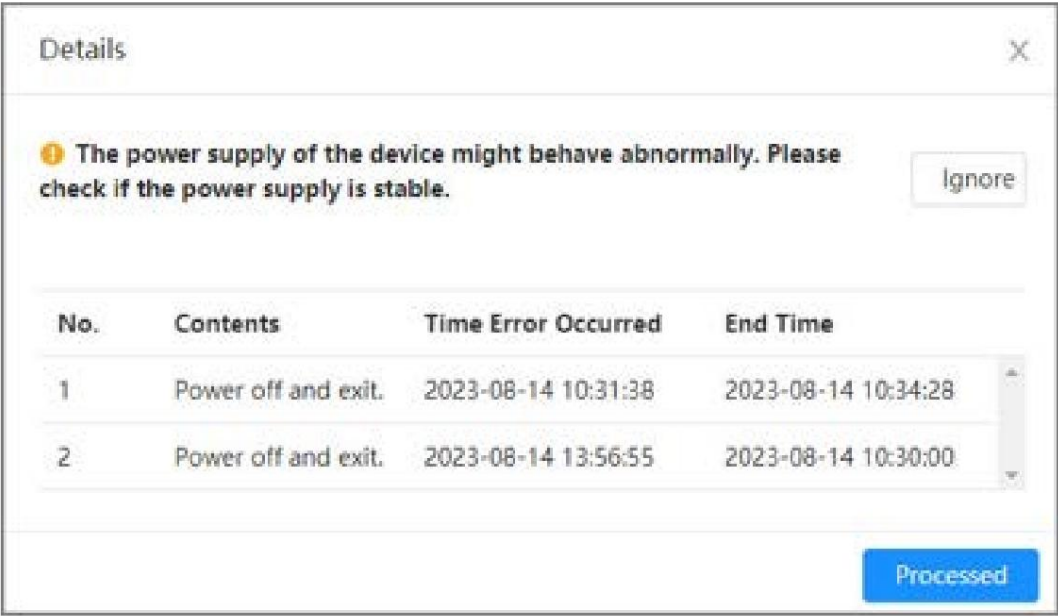 Details
The power supply of the device might behave abnormally. Please
check if the power supply is stable.
Ignore
No. Contents Time Error Occurred End Time
1 Power off and exit. 2023-08-14 10:31:38 2023-08-14 10:34:28
2 Power off and exit. 2023-08-14 13:56:55 2023-08-14 10:30:00
Processed